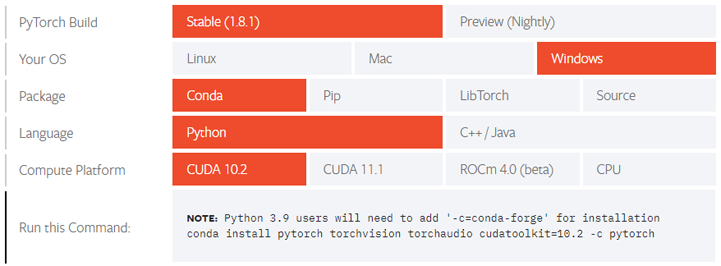 PyTorch Build Stable (1.8.1) Preview (Nightly)
Your OS Linux Mac Windows
Package Conda Pip LibTorch Source
Language Python C++ / Java
Compute Platform CUDA 10.2 CUDA 11.1 ROCm 4.0 (beta) CPU
NOTE: Python 3.9 users will need to add '-c=conda-forge' for installation
Run this Command: conda install pytorch torchvision torchaudio cudatoolkit=10.2 -c pytorch